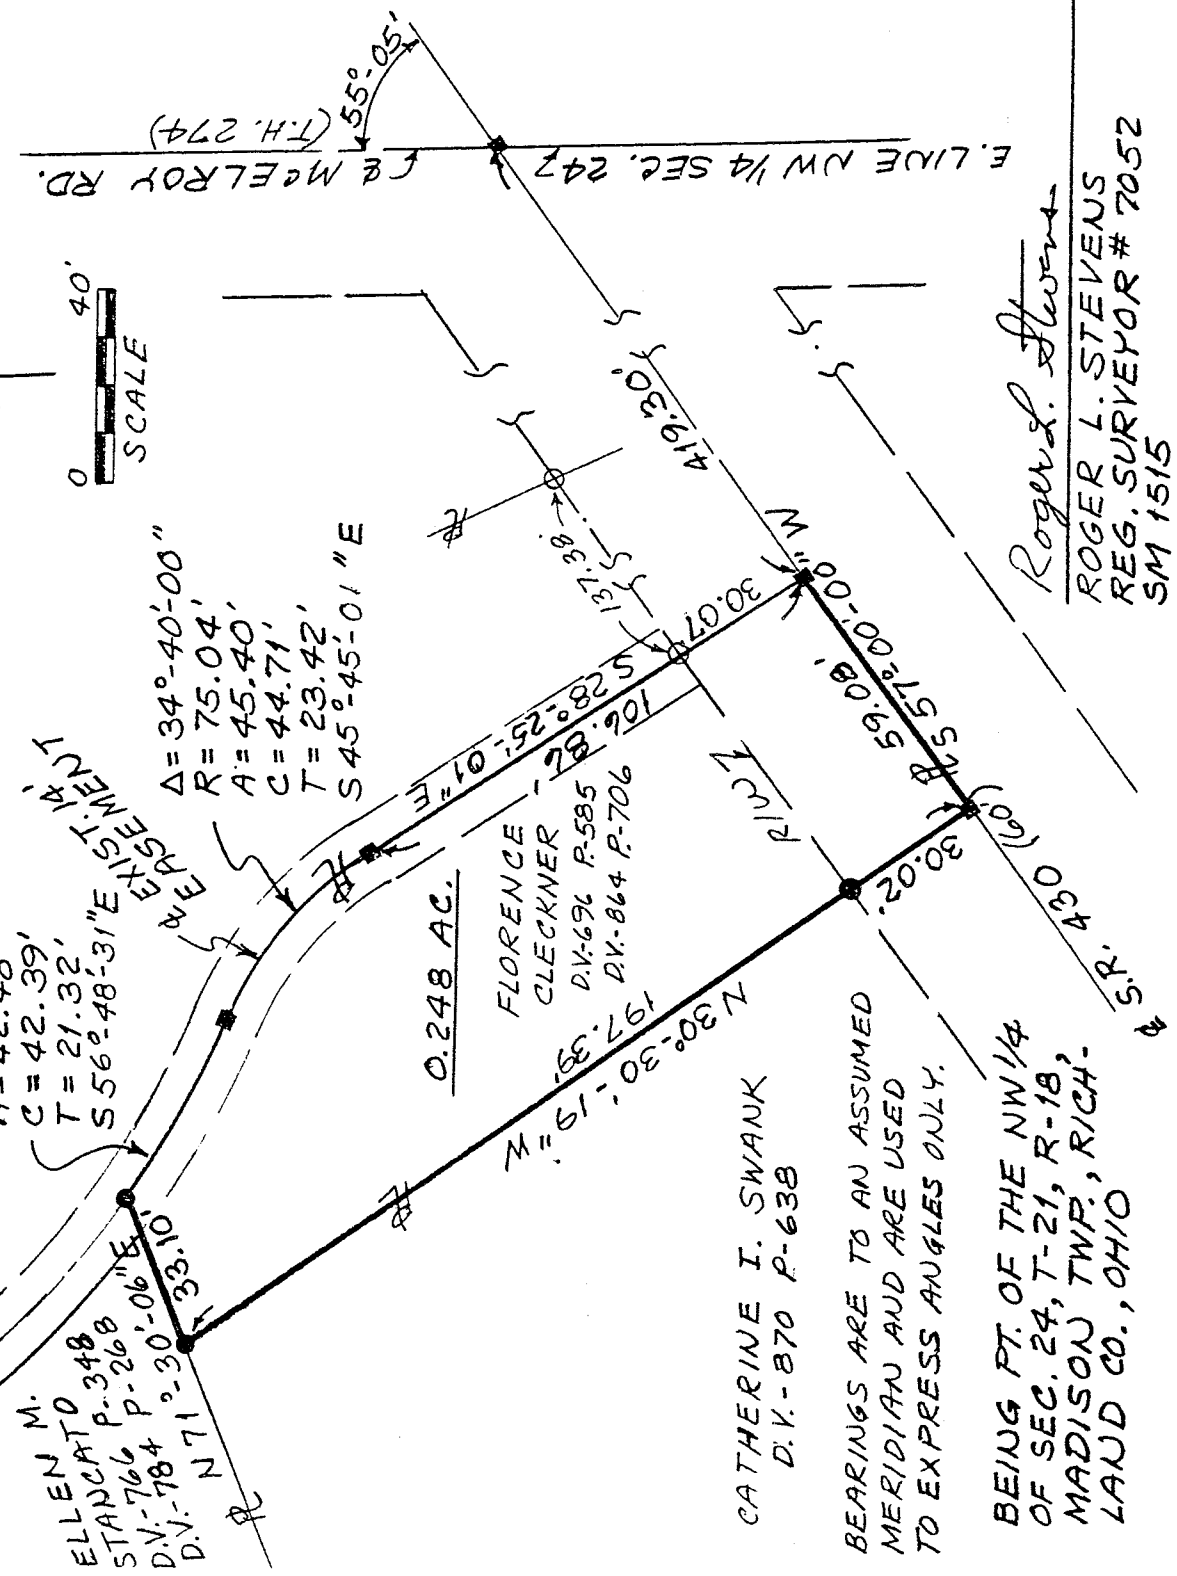 C = 42.39'
T = 21.32'
S 56°-48'-31" E
EXIST. 14'
℄ EASEMENT
Δ = 34°-40'-00"
R = 75.04'
A = 45.40'
C = 44.71'
T = 23.42'
S 45°-45'-01" E
0 40'
SCALE
℄ McELROY RD.
(T.H. 274)
55°-05'
E. LINE NW 1/4 SEC. 24
ELLEN M.
STANCATO
D.V.-766 P-348
D.V.-784 P-268
N 71°-30'-06" E
33.10'
S 28°-25'-01" E
106.86'
30.07
137.38'
419.30'
0.248 AC.
FLORENCE
CLECKNER
D.V.-696 P-585
D.V.-864 P-706
R/W
N 30°-30'-19" W
197.39'
30.02'
S 57°-00'-00" W
59.08'
℄ S.R. 430 (60')
CATHERINE I. SWANK
D.V.-870 P-638
BEARINGS ARE TO AN ASSUMED
MERIDIAN AND ARE USED
TO EXPRESS ANGLES ONLY.
BEING PT. OF THE NW 1/4
OF SEC. 24, T-21, R-18,
MADISON TWP., RICH-
LAND CO., OHIO
Roger L. Stevens
ROGER L. STEVENS
REG. SURVEYOR # 7052
SM 1515